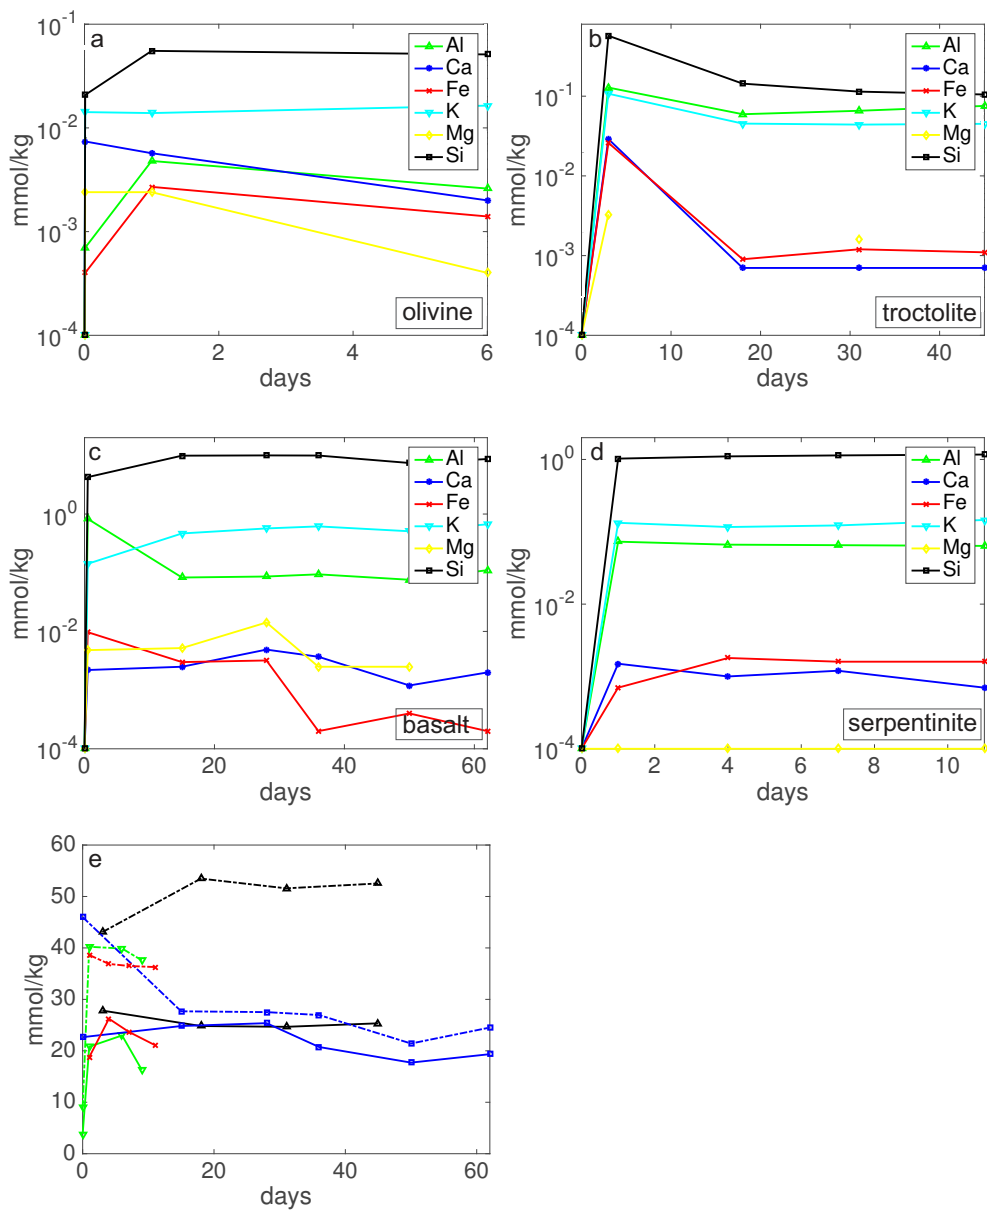 a
10^-1
10^-2
10^-3
10^-4
mmol/kg
Al
Ca
Fe
K
Mg
Si
olivine
0 2 4 6
days
b
10^-1
10^-2
10^-3
10^-4
mmol/kg
Al
Ca
Fe
K
Mg
Si
troctolite
0 10 20 30 40
days
c
10^0
10^-2
10^-4
mmol/kg
Al
Ca
Fe
K
Mg
Si
basalt
0 20 40 60
days
d
10^0
10^-2
10^-4
mmol/kg
Al
Ca
Fe
K
Mg
Si
serpentinite
0 2 4 6 8 10
days
e
60
50
40
30
20
10
0
mmol/kg
0 20 40 60
days